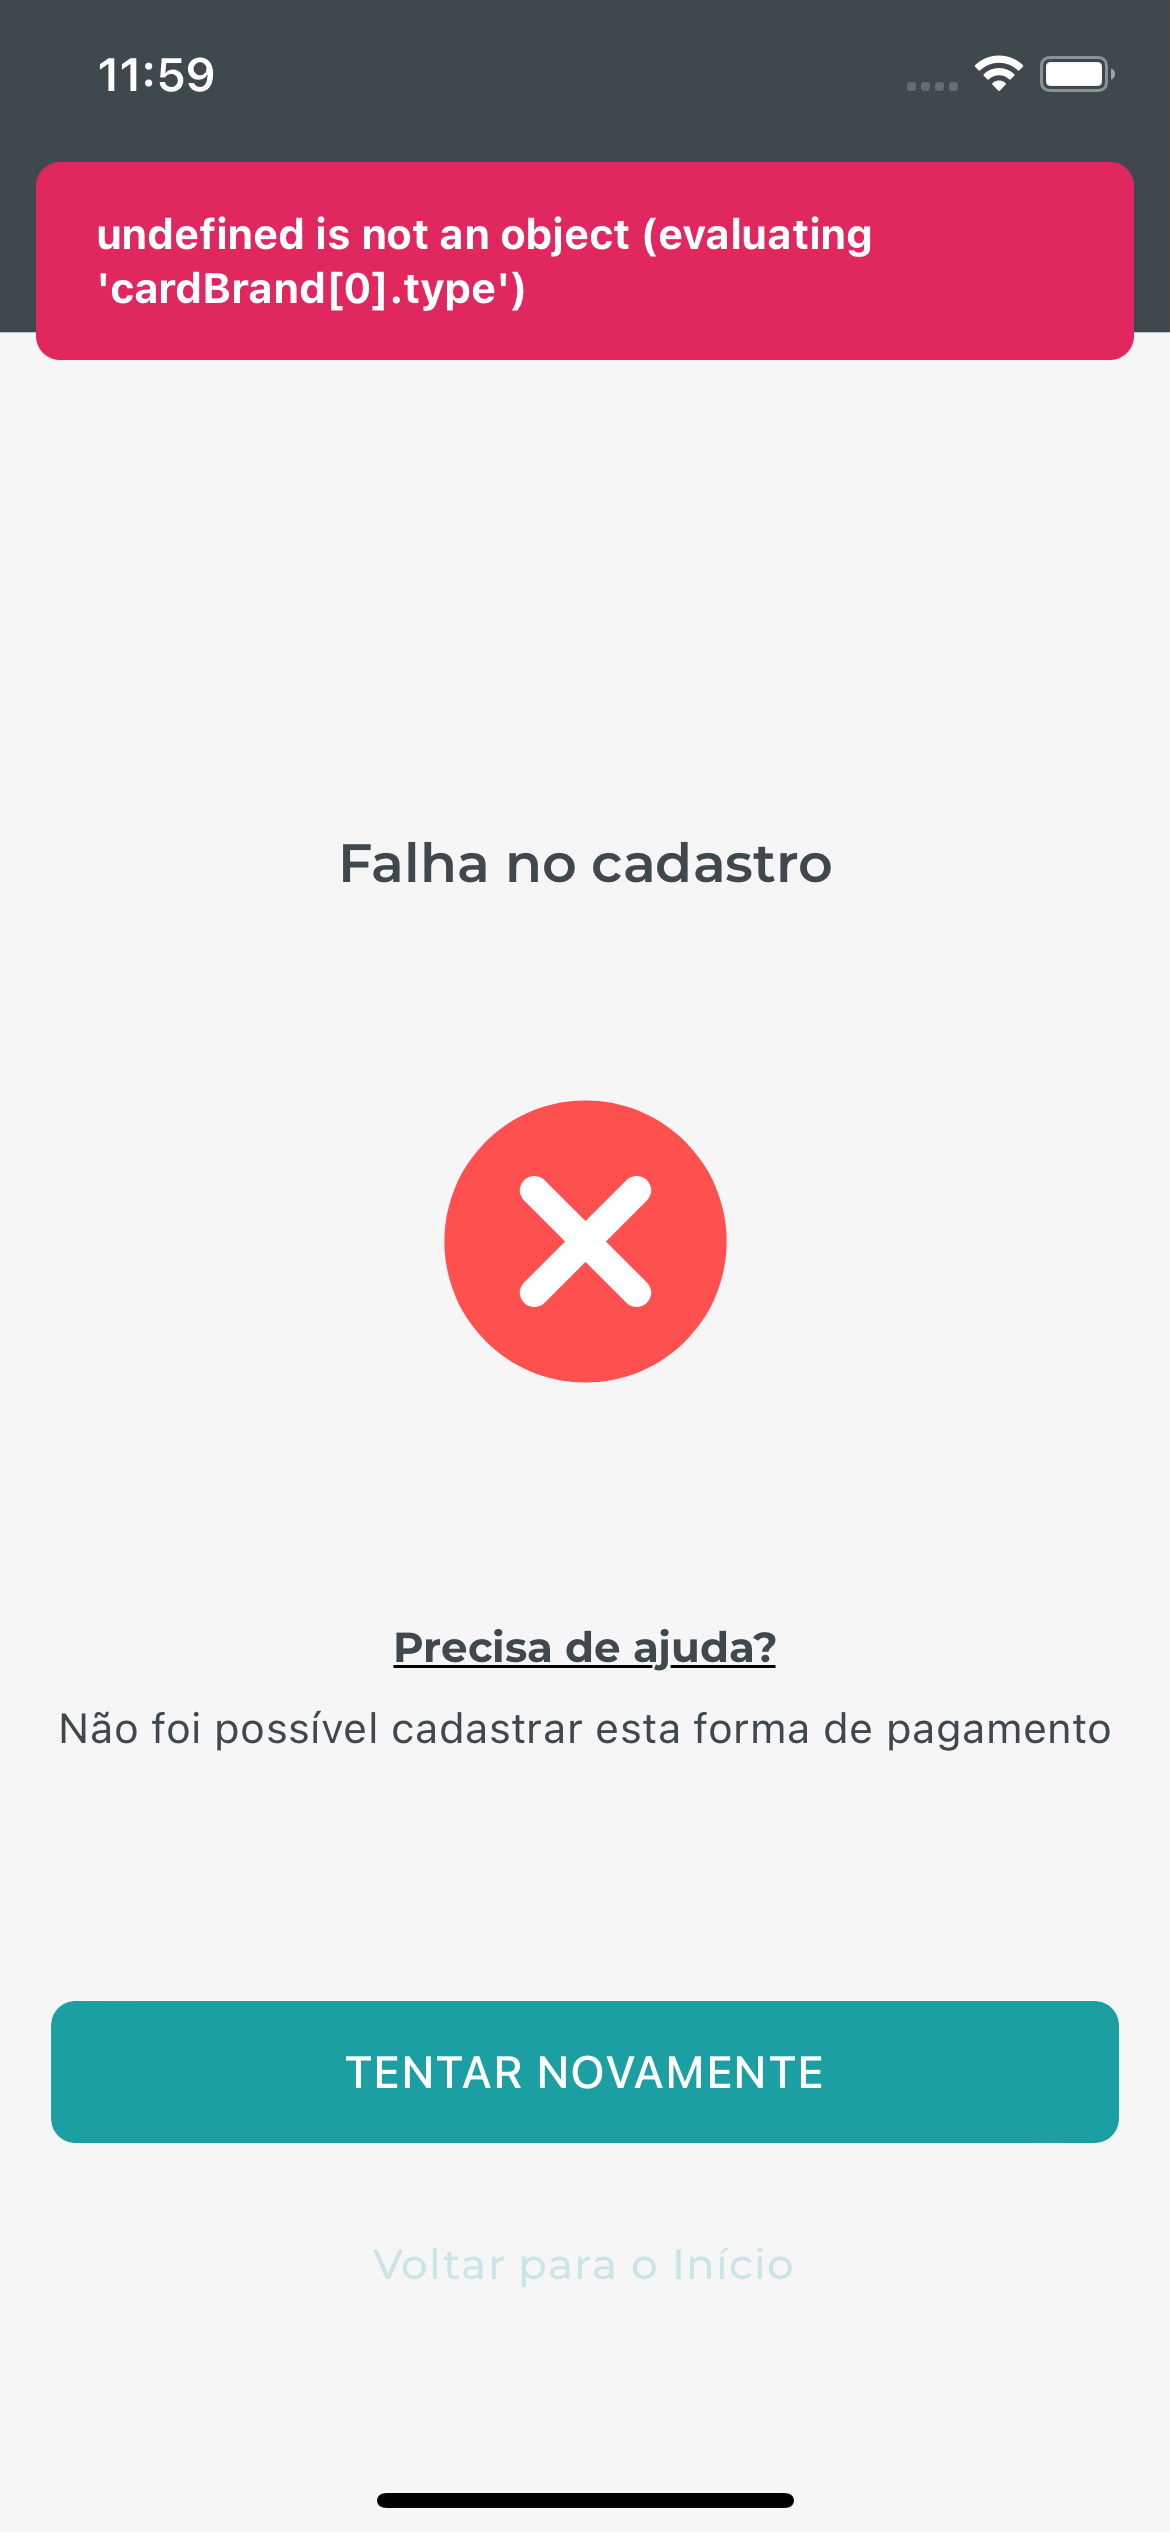 11:59
undefined is not an object (evaluating
'cardBrand[0].type')
Falha no cadastro
Precisa de ajuda?
Não foi possível cadastrar esta forma de pagamento
TENTAR NOVAMENTE
Voltar para o Início